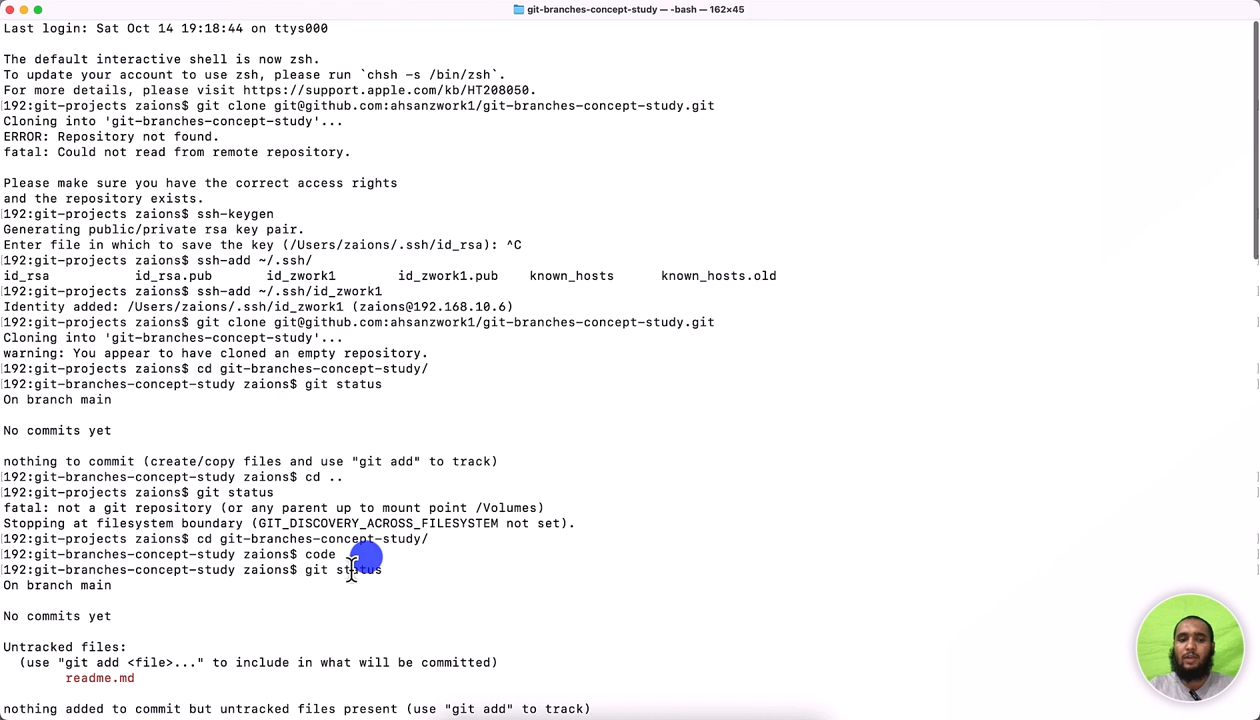 git-branches-concept-study — -bash — 162×45
Last login: Sat Oct 14 19:18:44 on ttys000
The default interactive shell is now zsh.
To update your account to use zsh, please run `chsh -s /bin/zsh`.
For more details, please visit https://support.apple.com/kb/HT208050.
[192:git-projects zaions$ git clone git@github.com:ahsanzwork1/git-branches-concept-study.git ]
Cloning into 'git-branches-concept-study'...
ERROR: Repository not found.
fatal: Could not read from remote repository.
Please make sure you have the correct access rights
and the repository exists.
[192:git-projects zaions$ ssh-keygen ]
Generating public/private rsa key pair.
Enter file in which to save the key (/Users/zaions/.ssh/id_rsa): ^C
[192:git-projects zaions$ ssh-add ~/.ssh/ ]
id_rsa id_rsa.pub id_zwork1 id_zwork1.pub known_hosts known_hosts.old
[192:git-projects zaions$ ssh-add ~/.ssh/id_zwork1 ]
Identity added: /Users/zaions/.ssh/id_zwork1 (zaions@192.168.10.6)
[192:git-projects zaions$ git clone git@github.com:ahsanzwork1/git-branches-concept-study.git ]
Cloning into 'git-branches-concept-study'...
warning: You appear to have cloned an empty repository.
[192:git-projects zaions$ cd git-branches-concept-study/ ]
[192:git-branches-concept-study zaions$ git status ]
On branch main
No commits yet
nothing to commit (create/copy files and use "git add" to track)
[192:git-branches-concept-study zaions$ cd .. ]
[192:git-projects zaions$ git status ]
fatal: not a git repository (or any parent up to mount point /Volumes)
Stopping at filesystem boundary (GIT_DISCOVERY_ACROSS_FILESYSTEM not set).
[192:git-projects zaions$ cd git-branches-concept-study/ ]
[192:git-branches-concept-study zaions$ code ]
[192:git-branches-concept-study zaions$ git status ]
On branch main
No commits yet
Untracked files:
(use "git add <file>..." to include in what will be committed)
readme.md
nothing added to commit but untracked files present (use "git add" to track)